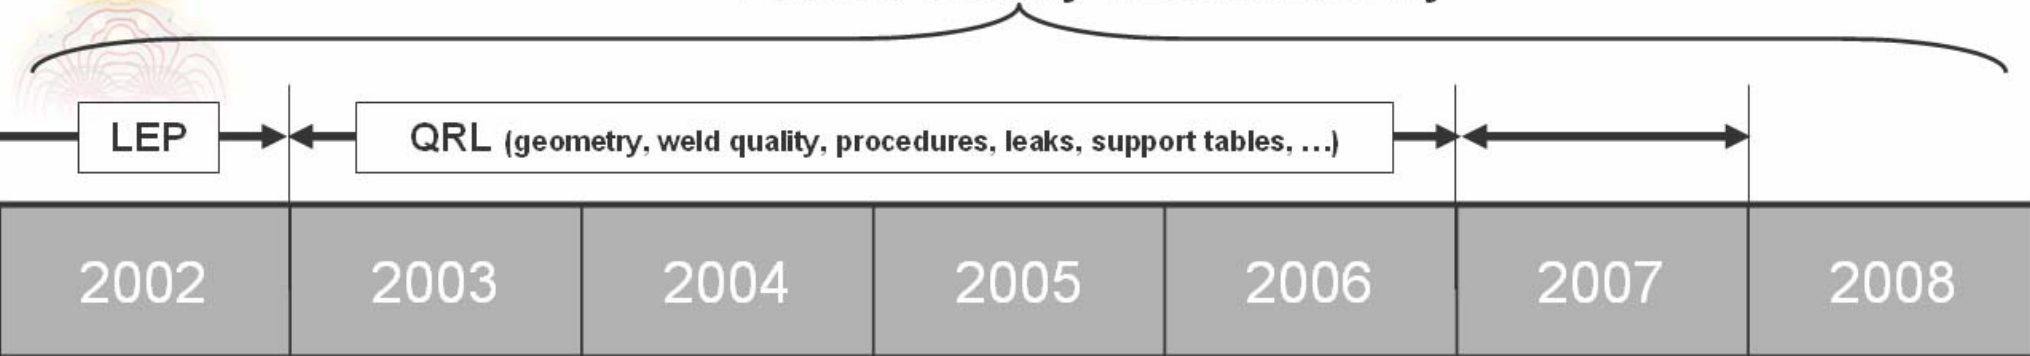 LEP
QRL (geometry, weld quality, procedures, leaks, support tables, ...)
2002 2003 2004 2005 2006 2007 2008